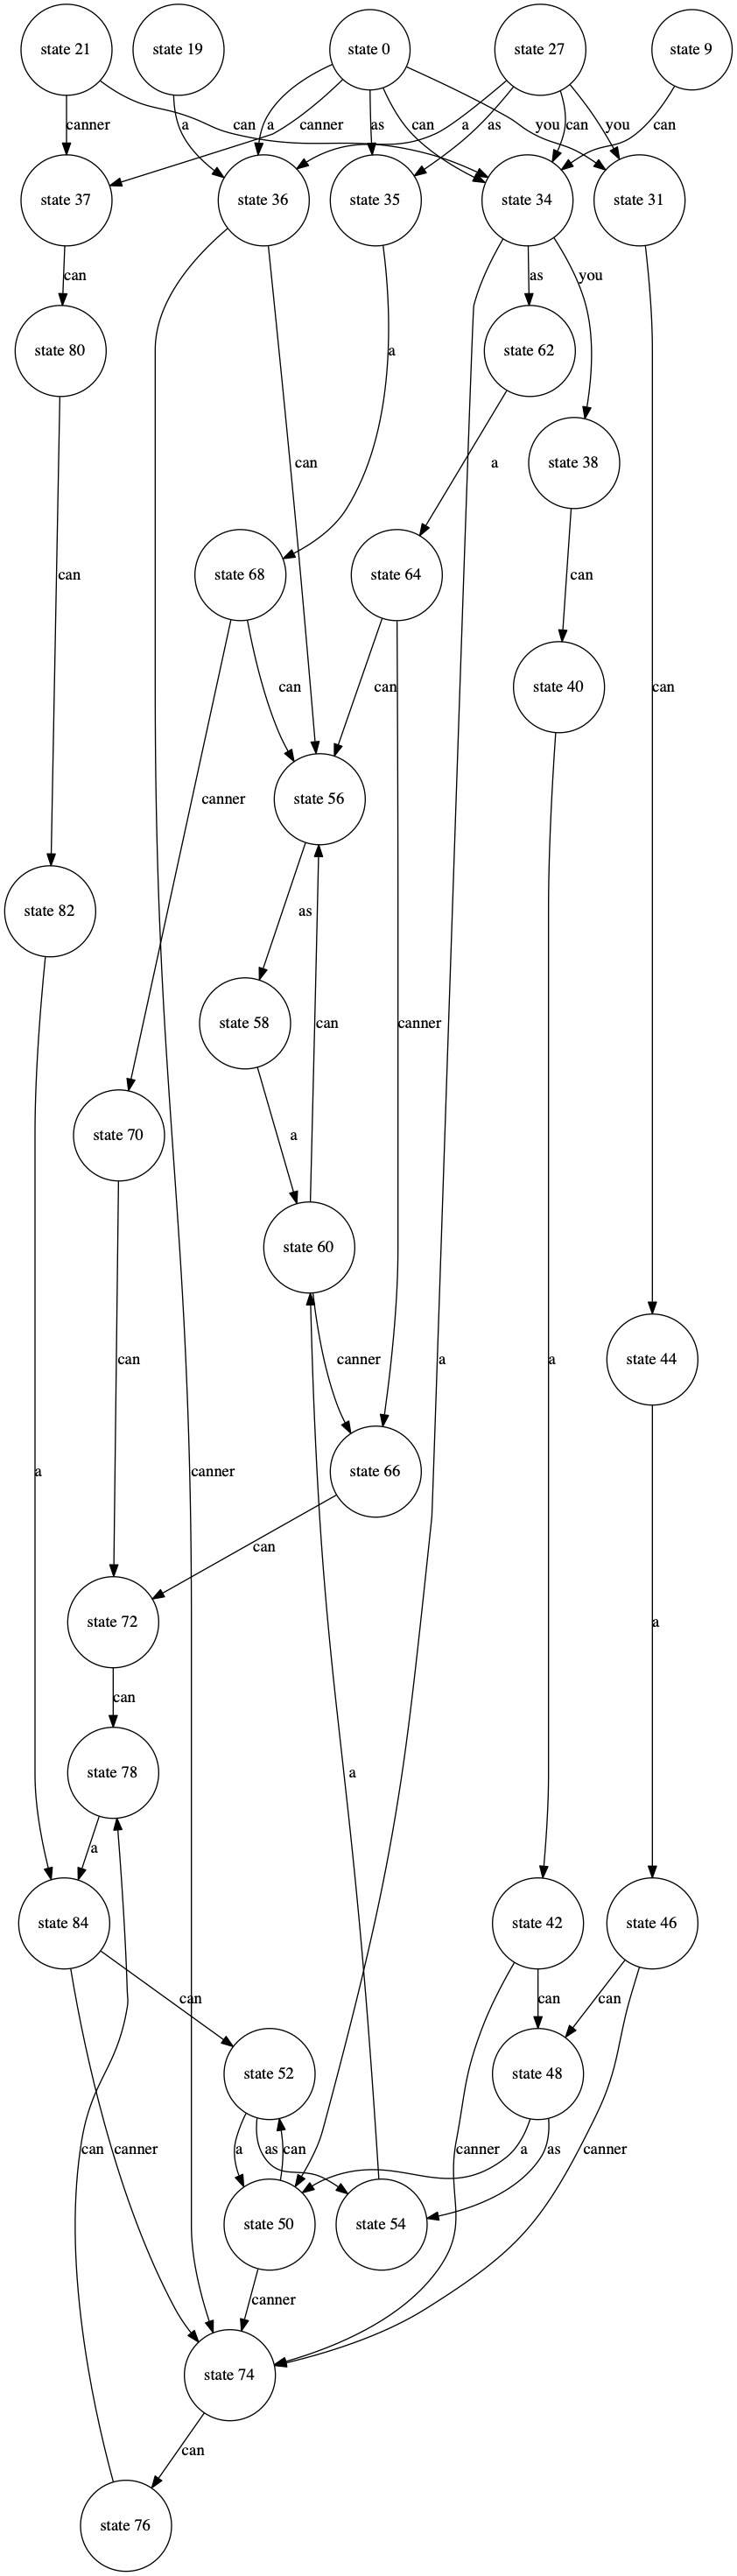 state 21 state 19 state 0 state 27 state 9
canner a can a canner as can a as you can you can
state 37 state 36 state 35 state 34 state 31
can as you
state 80 a state 62
can a state 38
state 68 state 64 can
can can
can can state 40 can
canner state 56
state 82 as
state 58 can canner
a
state 70
state 60
can canner a a state 44
a canner state 66
can
state 72 a
can
state 78 a
a
state 84 state 42 state 46
can can can
state 52 state 48
can canner a as can canner a as canner
state 50 state 54
canner
state 74
can
state 76